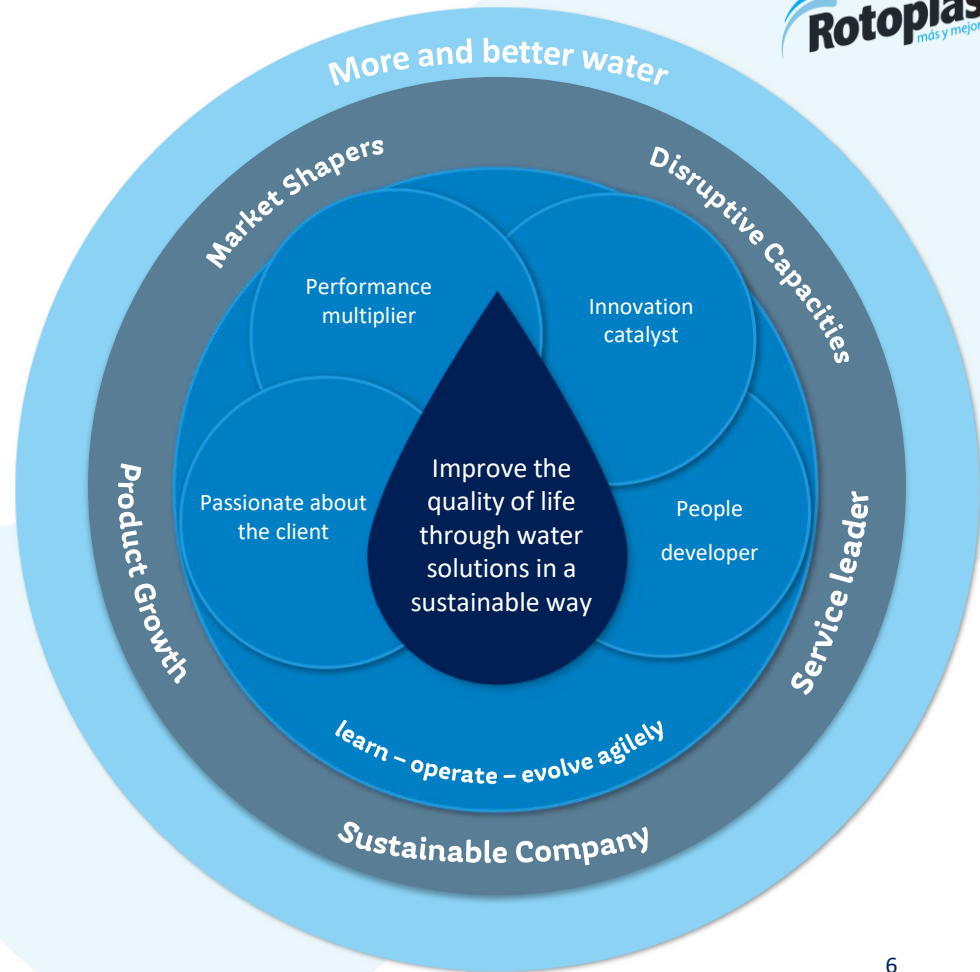 Rotoplas
más y mejor
More and better water
Market Shapers
Disruptive Capacities
Performance
multiplier
Innovation
catalyst
Improve the
quality of life
through water
solutions in a
sustainable way
Passionate about
the client
People
developer
Product Growth
Service leader
learn – operate – evolve agilely
Sustainable Company
6